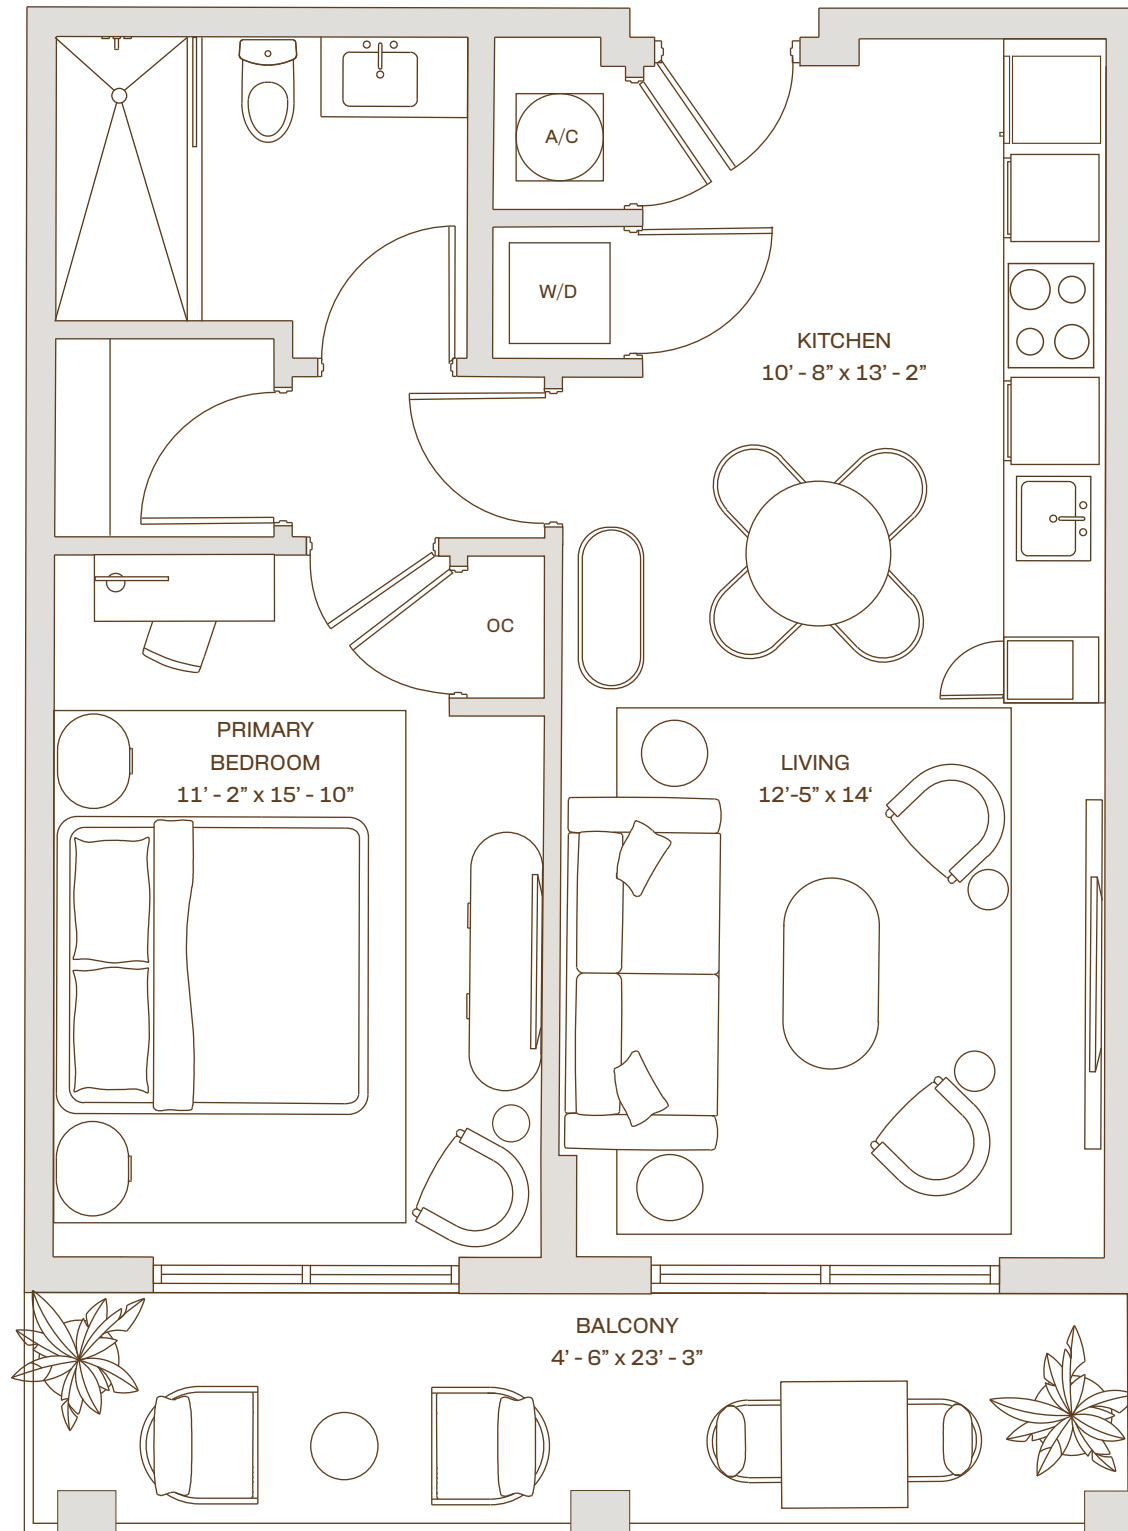 A/C
W/D
KITCHEN
10’ - 8” x 13’ - 2”
OC
PRIMARY
BEDROOM
11’ - 2” x 15’ - 10”
LIVING
12’-5” x 14‘
BALCONY
4’ - 6” x 23’ - 3”